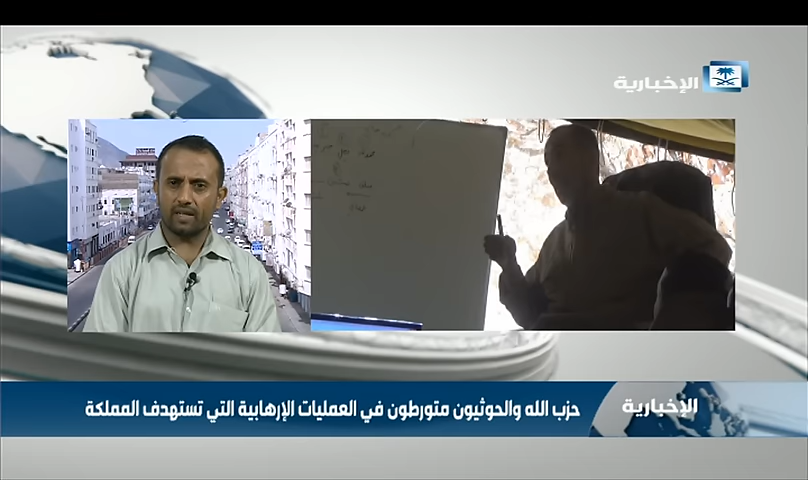 الإخبارية
الإخبارية
حزب الله والحوثيون متورطون في العمليات الإرهابية التي تستهدف المملكة